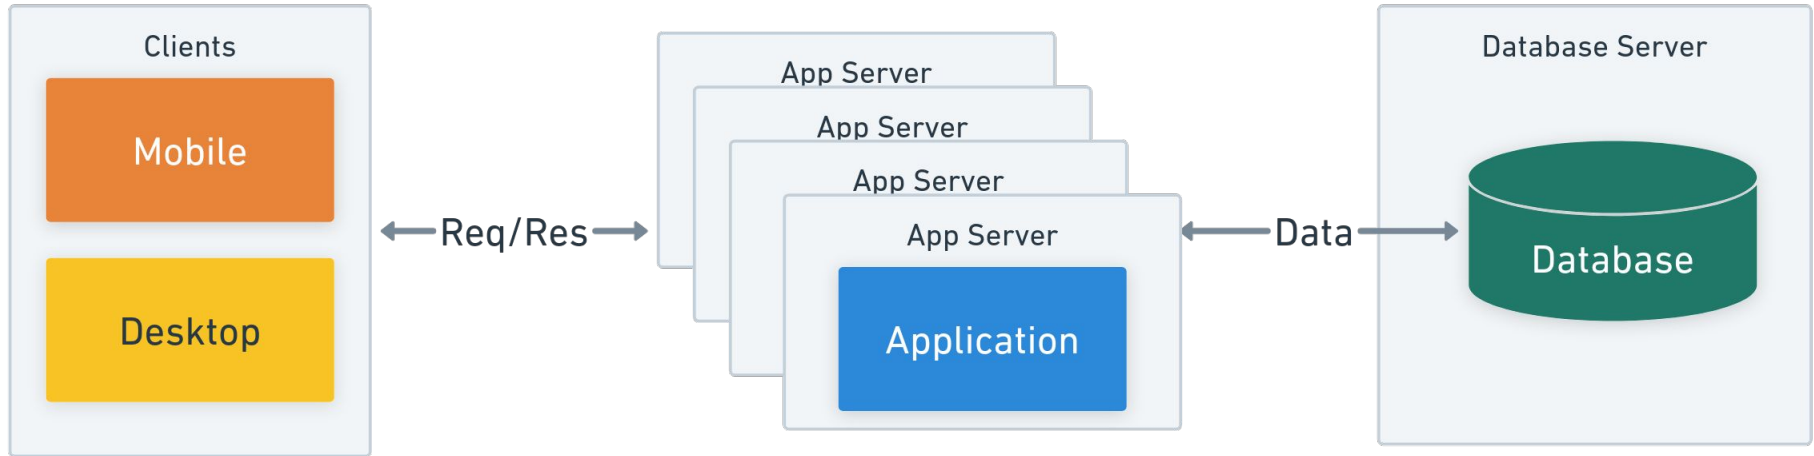 Clients
Mobile
Desktop
Req/Res
App Server
App Server
App Server
App Server
Application
Data
Database Server
Database